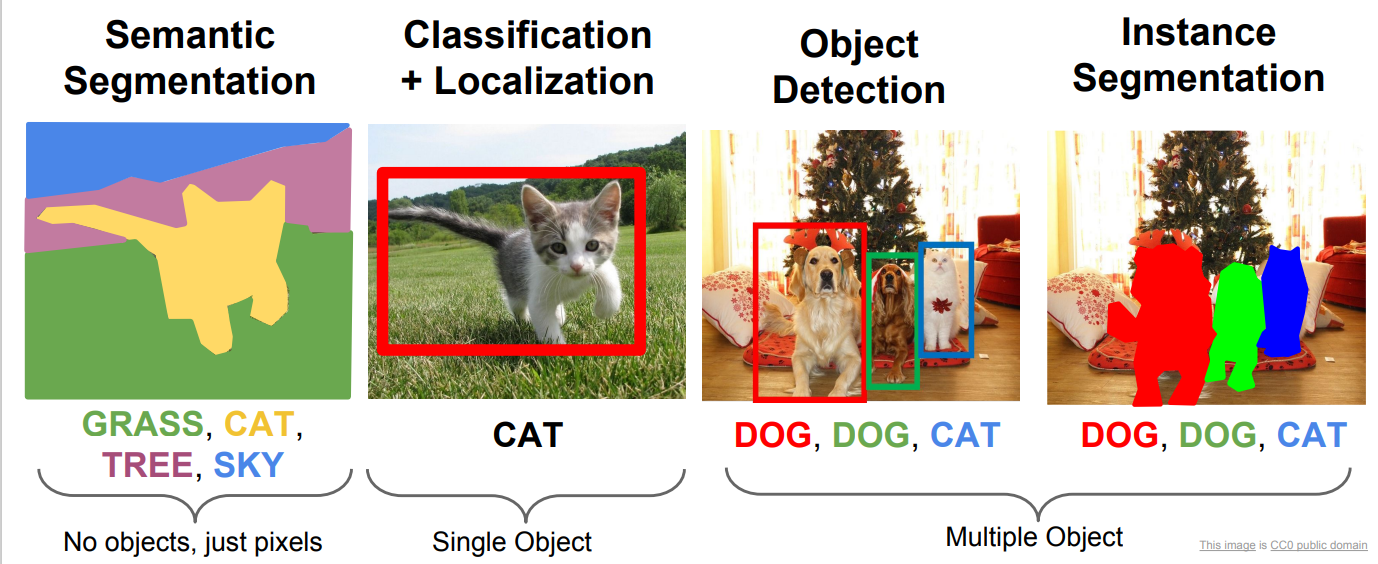 Semantic
Segmentation
Classification
+ Localization
Object
Detection
Instance
Segmentation
GRASS, CAT,
TREE, SKY
CAT
DOG, DOG, CAT
DOG, DOG, CAT
No objects, just pixels
Single Object
Multiple Object
This image is CC0 public domain